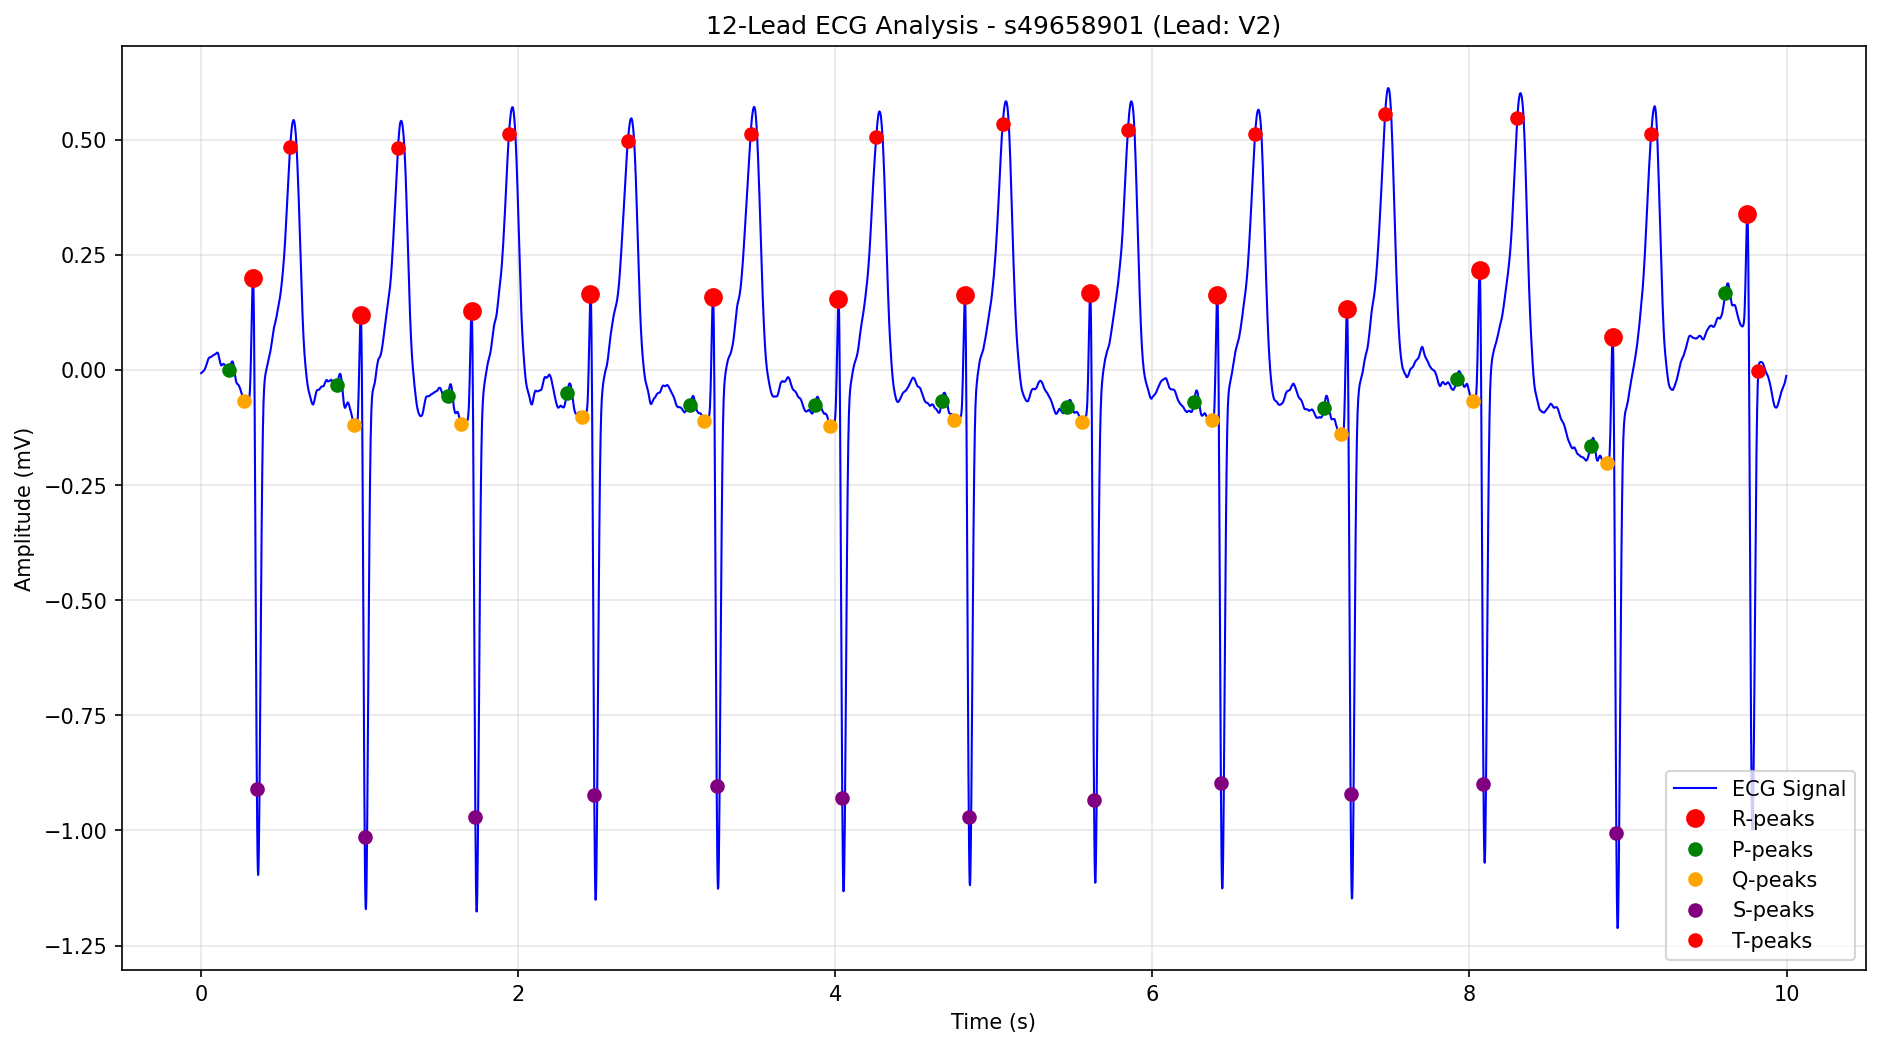 12-Lead ECG Analysis - s49658901 (Lead: V2)
Amplitude (mV)
0.50
0.25
0.00
−0.25
−0.50
−0.75
−1.00
−1.25
0
2
4
6
8
10
Time (s)
ECG Signal
R-peaks
P-peaks
Q-peaks
S-peaks
T-peaks